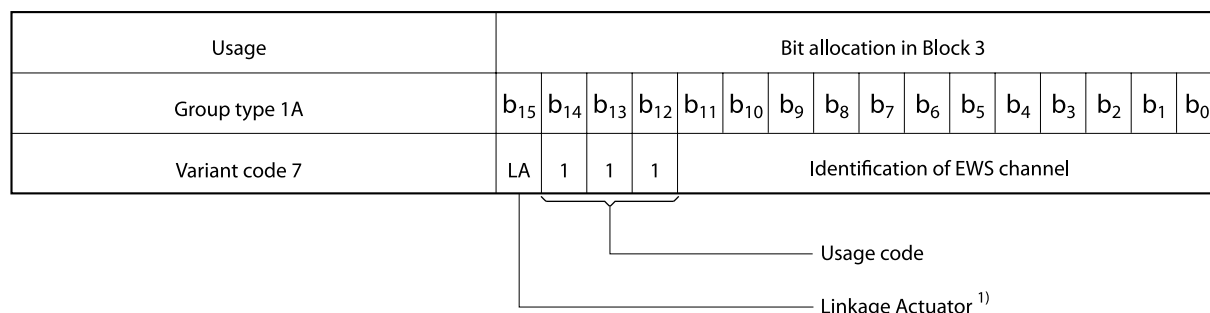 Usage Bit allocation in Block 3
Group type 1A b₁₅ b₁₄ b₁₃ b₁₂ b₁₁ b₁₀ b₉ b₈ b₇ b₆ b₅ b₄ b₃ b₂ b₁ b₀
Variant code 7 LA 1 1 1 Identification of EWS channel
Usage code
Linkage Actuator ¹⁾